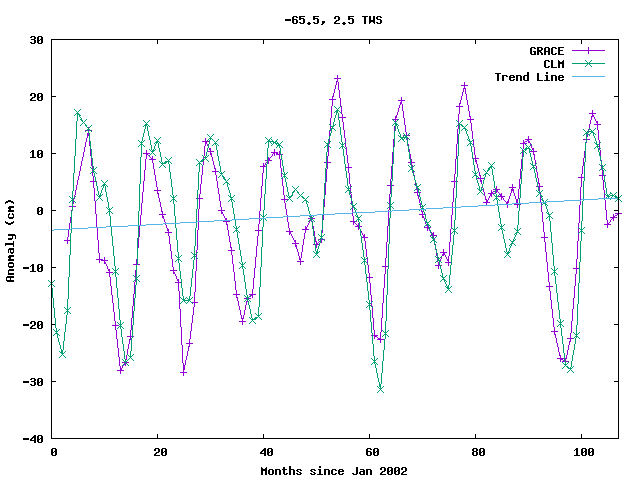 -65.5, 2.5 TWS
GRACE
CLM
Trend Line
30
20
10
0
-10
-20
-30
-40
Anomaly (cm)
0 20 40 60 80 100
Months since Jan 2002